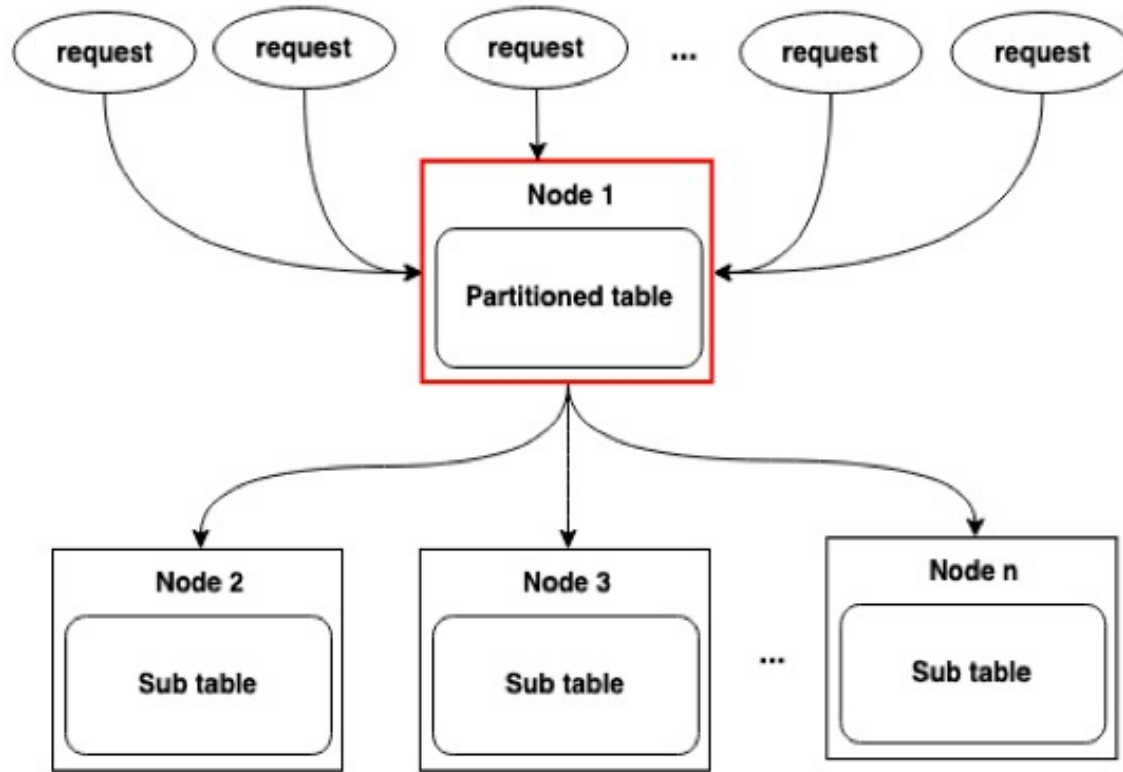 request
request
request
...
request
request
Node 1
Partitioned table
Node 2
Sub table
Node 3
Sub table
...
Node n
Sub table